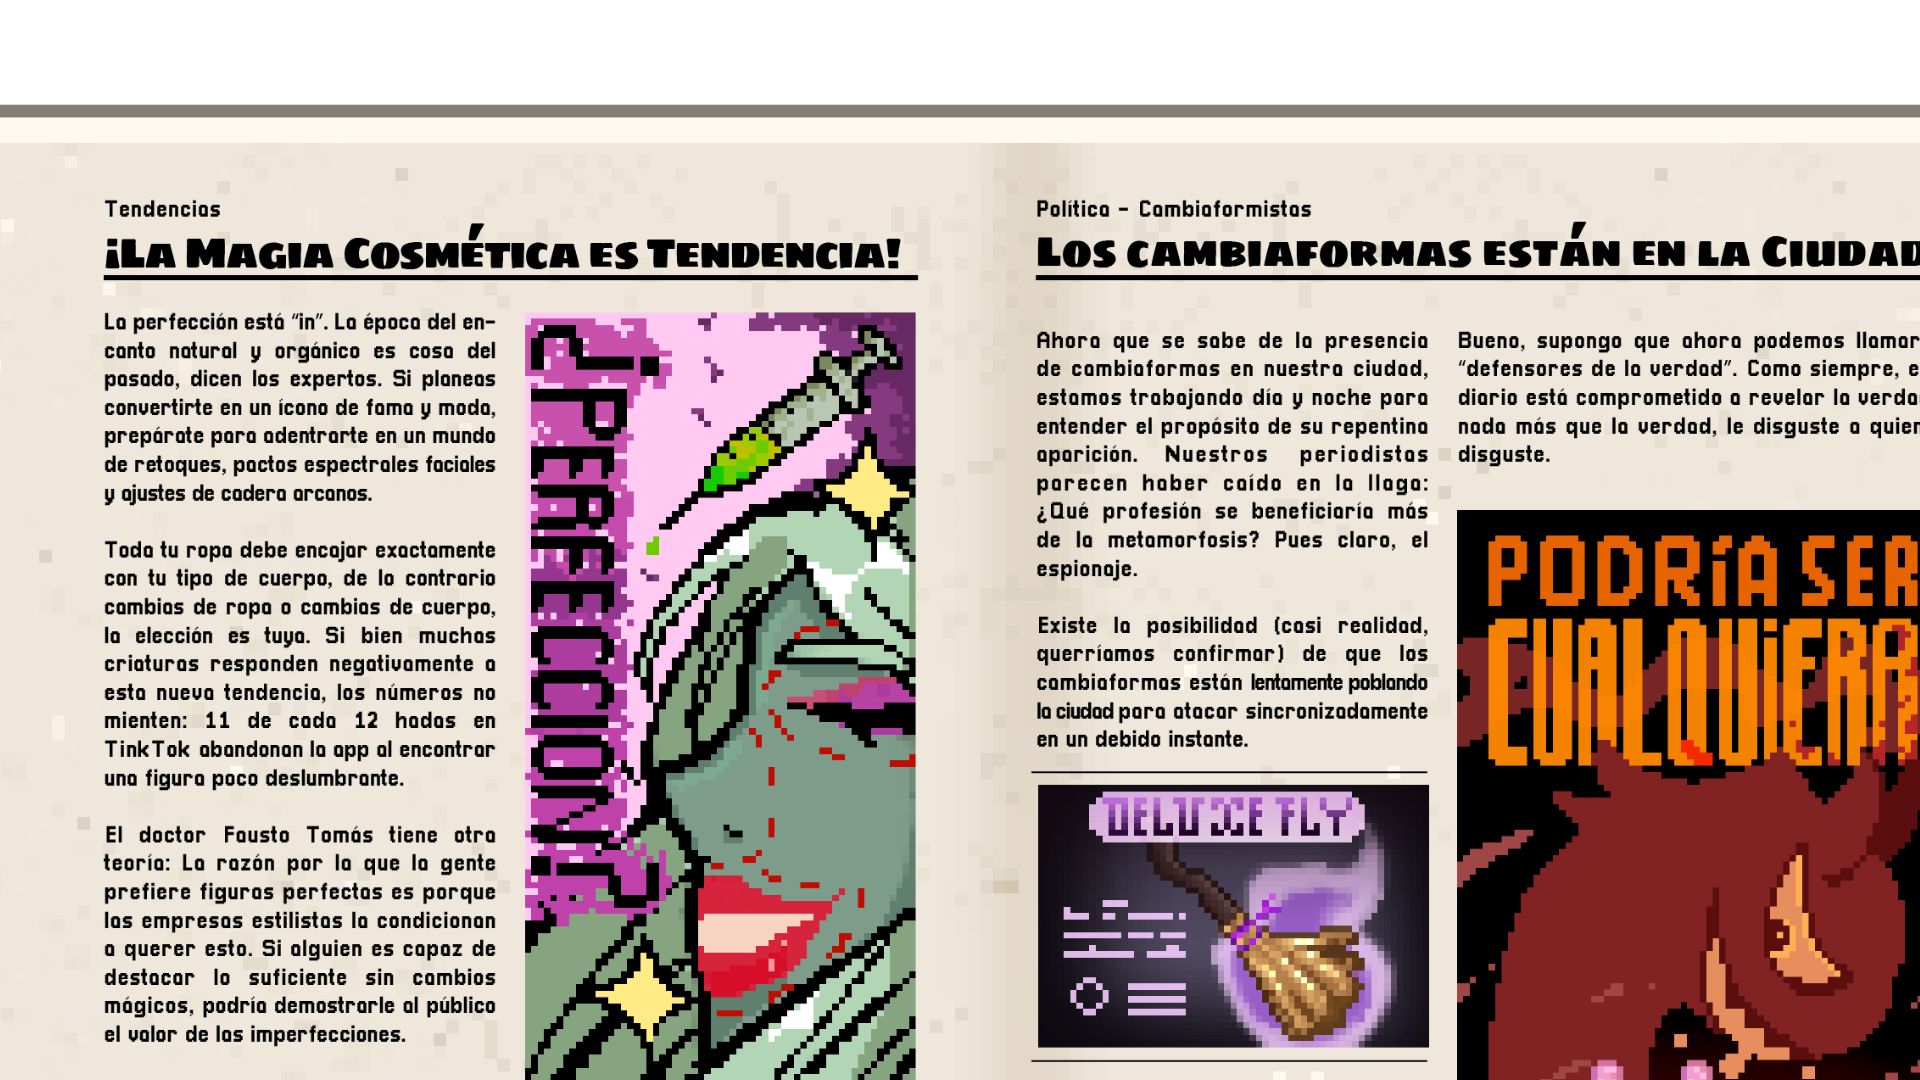 Tendencias
¡La Magia Cosmética es Tendencia!
La perfección está "in". La época del en-
canto natural y orgánico es cosa del
pasado, dicen los expertos. Si planeas
convertirte en un ícono de fama y moda,
prepárate para adentrarte en un mundo
de retoques, pactos espectrales faciales
y ajustes de cadera arcanos.
Toda tu ropa debe encajar exactamente
con tu tipo de cuerpo, de lo contrario
cambias de ropa o cambias de cuerpo,
la elección es tuya. Si bien muchas
criaturas responden negativamente a
esta nueva tendencia, los números no
mienten: 11 de cada 12 hadas en
TinkTok abandonan la app al encontrar
una figura poco deslumbrante.
El doctor Fausto Tomás tiene otra
teoría: La razón por la que la gente
prefiere figuras perfectas es porque
las empresas estilistas la condicionan
a querer esto. Si alguien es capaz de
destacar lo suficiente sin cambios
mágicos, podría demostrarle al público
el valor de las imperfecciones.
¿PERFECCIÓN?
Política - Cambiaformistas
Los cambiaformas están en la Ciudad
Ahora que se sabe de la presencia
de cambiaformas en nuestra ciudad,
estamos trabajando día y noche para
entender el propósito de su repentina
aparición. Nuestros periodistas
parecen haber caído en la llaga:
¿Qué profesión se beneficiaría más
de la metamorfosis? Pues claro, el
espionaje.
Existe la posibilidad (casi realidad,
querríamos confirmar) de que los
cambiaformas están lentamente poblando
la ciudad para atacar sincronizadamente
en un debido instante.
Bueno, supongo que ahora podemos llamar
"defensores de la verdad". Como siempre, e
diario está comprometido a revelar la verda
nada más que la verdad, le disguste a quien
disguste.
PODRíA SER
CUALQUiERA
FLY